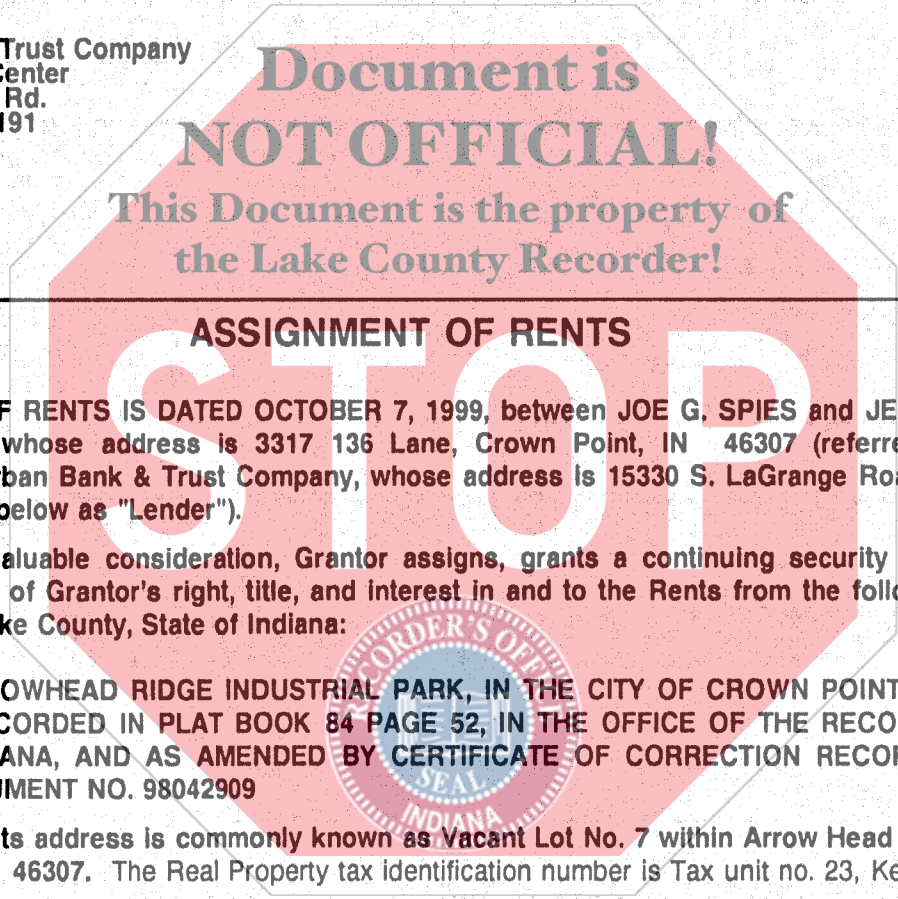 Trust Company
Center
Rd.
191
Document is
NOT OFFICIAL!
This Document is the property of
the Lake County Recorder!
ASSIGNMENT OF RENTS
STOP
F RENTS IS DATED OCTOBER 7, 1999, between JOE G. SPIES and JE
whose address is 3317 136 Lane, Crown Point, IN 46307 (referre
ban Bank & Trust Company, whose address is 15330 S. LaGrange Roa
below as "Lender").
aluable consideration, Grantor assigns, grants a continuing security
of Grantor's right, title, and interest in and to the Rents from the follo
ke County, State of Indiana:
OWHEAD RIDGE INDUSTRIAL PARK, IN THE CITY OF CROWN POINT
CORDED IN PLAT BOOK 84 PAGE 52, IN THE OFFICE OF THE RECO
ANA, AND AS AMENDED BY CERTIFICATE OF CORRECTION RECOR
UMENT NO. 98042909
ts address is commonly known as Vacant Lot No. 7 within Arrow Head
46307. The Real Property tax identification number is Tax unit no. 23, Ke
RECORDER'S OFFICE
SEAL
INDIANA